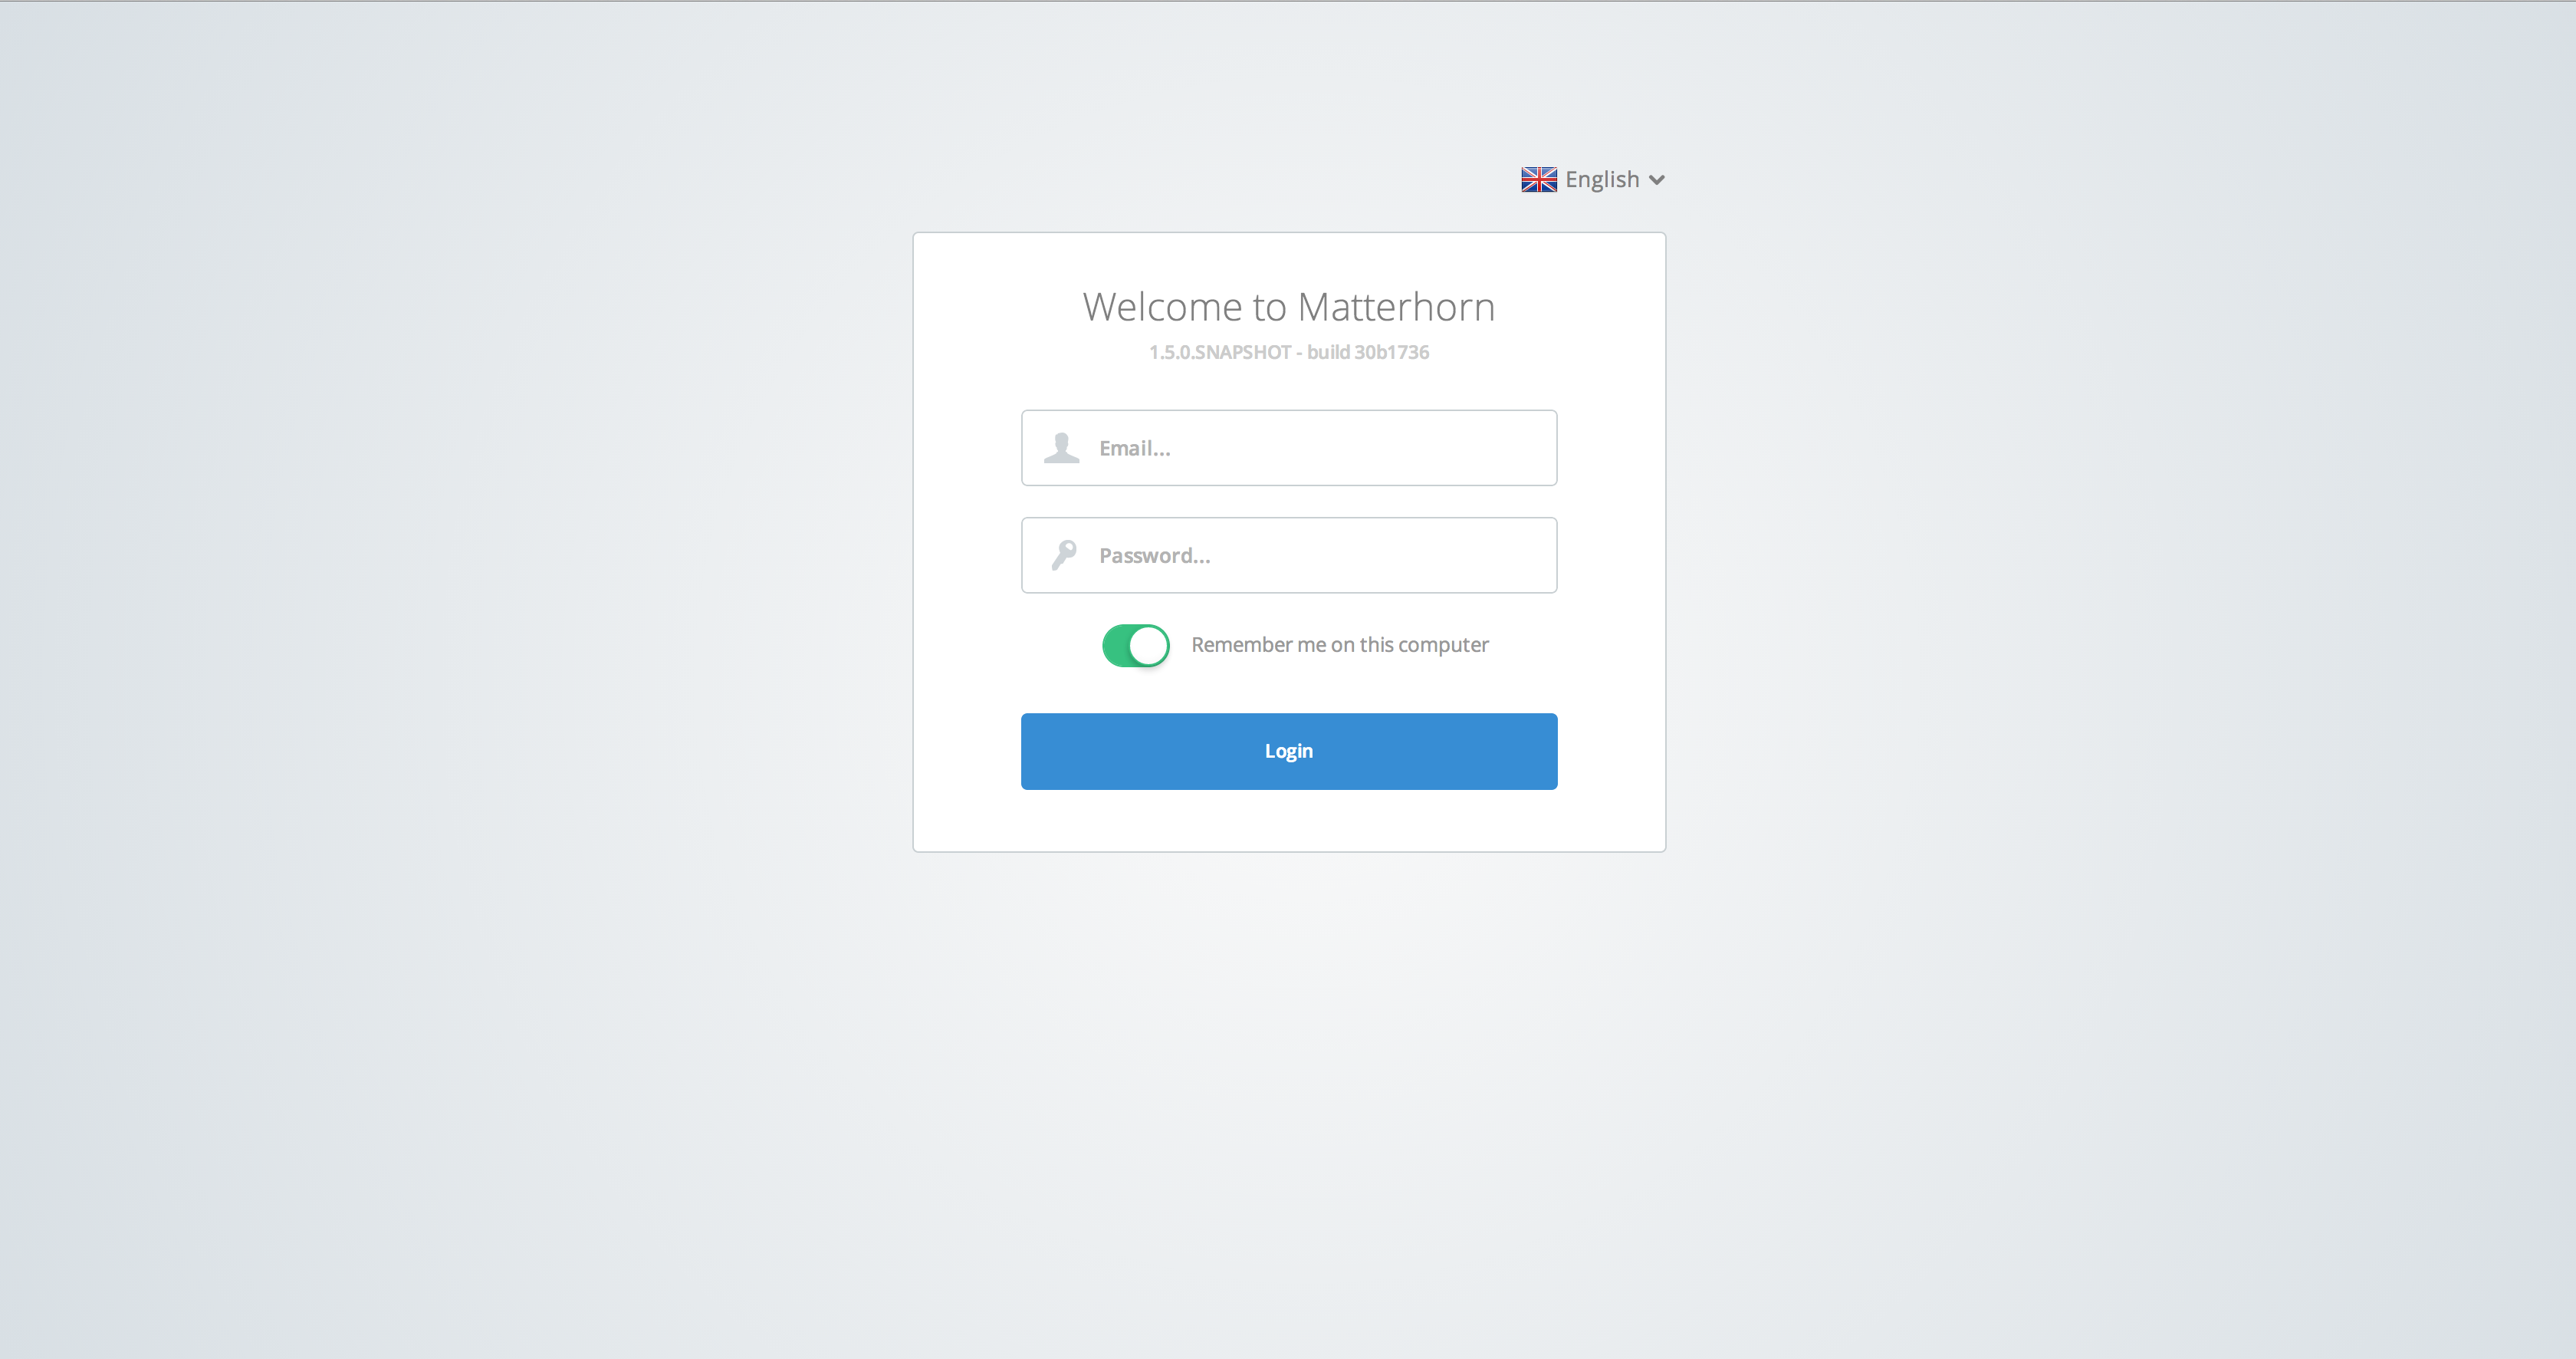 English
Welcome to Matterhorn
1.5.0.SNAPSHOT - build 30b1736
Email...
Password...
Remember me on this computer
Login